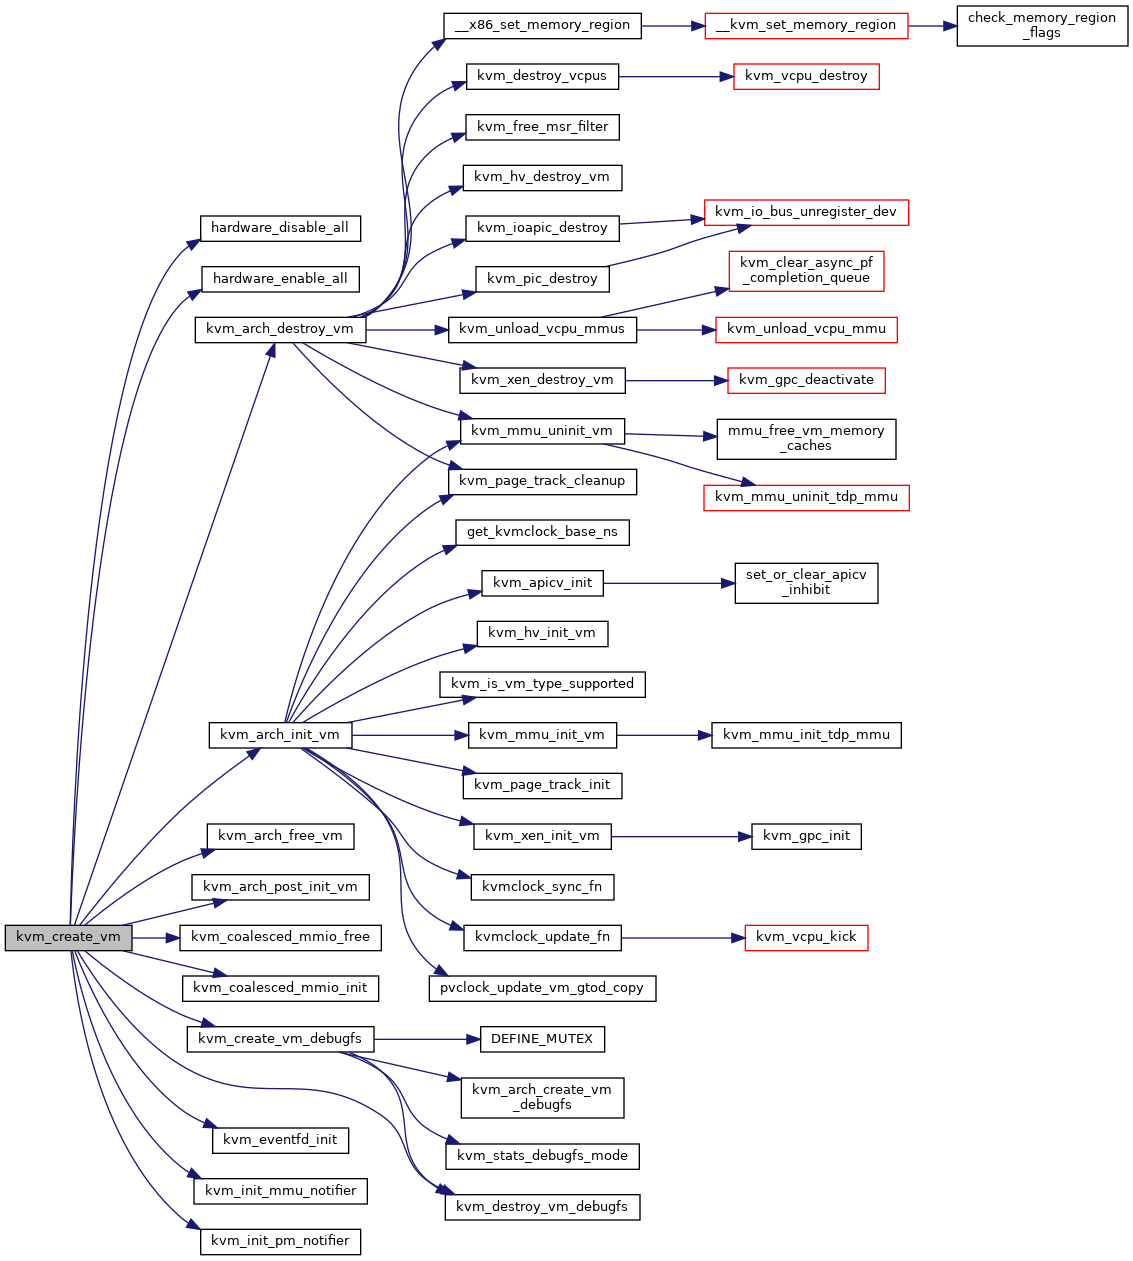 __x86_set_memory_region
__kvm_set_memory_region
check_memory_region
_flags
kvm_destroy_vcpus
kvm_vcpu_destroy
kvm_free_msr_filter
kvm_hv_destroy_vm
hardware_disable_all
kvm_ioapic_destroy
kvm_io_bus_unregister_dev
hardware_enable_all
kvm_pic_destroy
kvm_clear_async_pf
_completion_queue
kvm_arch_destroy_vm
kvm_unload_vcpu_mmus
kvm_unload_vcpu_mmu
kvm_xen_destroy_vm
kvm_gpc_deactivate
kvm_mmu_uninit_vm
mmu_free_vm_memory
_caches
kvm_page_track_cleanup
kvm_mmu_uninit_tdp_mmu
get_kvmclock_base_ns
kvm_apicv_init
set_or_clear_apicv
_inhibit
kvm_hv_init_vm
kvm_is_vm_type_supported
kvm_arch_init_vm
kvm_mmu_init_vm
kvm_mmu_init_tdp_mmu
kvm_page_track_init
kvm_arch_free_vm
kvm_xen_init_vm
kvm_gpc_init
kvm_arch_post_init_vm
kvmclock_sync_fn
kvm_create_vm
kvm_coalesced_mmio_free
kvmclock_update_fn
kvm_vcpu_kick
kvm_coalesced_mmio_init
pvclock_update_vm_gtod_copy
kvm_create_vm_debugfs
DEFINE_MUTEX
kvm_arch_create_vm
_debugfs
kvm_eventfd_init
kvm_stats_debugfs_mode
kvm_init_mmu_notifier
kvm_destroy_vm_debugfs
kvm_init_pm_notifier